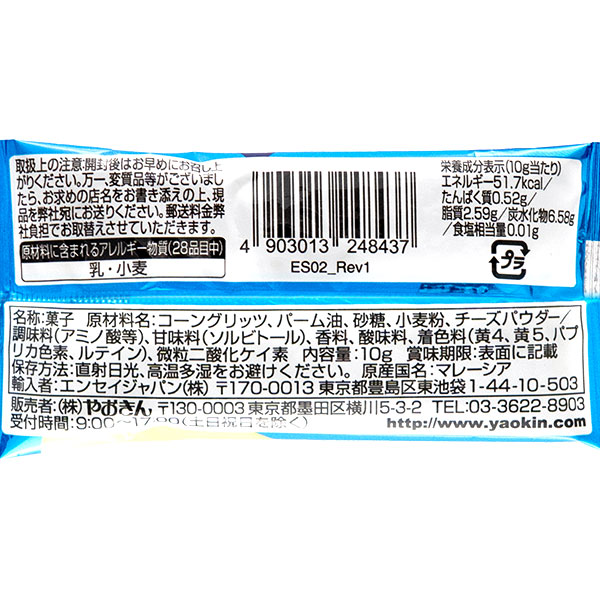 取扱上の注意:開封後はお早めにお召し上
がりください。万一、変質品等がございまし
たら、お求めの店名をお書き添えの上、現
品を弊社宛にお送りください。郵送料金弊
社負担でお取替えさせていただきます。
原材料に含まれるアレルギー物質(28品目中)
乳・小麦
4 903013 248437
ES02_Rev1
栄養成分表示(10g当たり)
エネルギー51.7kcal/
たんぱく質0.52g/
脂質2.59g/炭水化物6.58g
/食塩相当量0.01g
プラ
名称:菓子 原材料名:コーングリッツ、パーム油、砂糖、小麦粉、チーズパウダー/
調味料(アミノ酸等)、甘味料(ソルビトール)、香料、酸味料、着色料(黄4、黄5、パプ
リカ色素、ルテイン)、微粒二酸化ケイ素 内容量:10g 賞味期限:表面に記載
保存方法:直射日光、高温多湿をお避けください。 原産国名:マレーシア
輸入者:エンセイジャパン(株) 〒170-0013 東京都豊島区東池袋1-44-10-503
販売者:(株)やおきん 〒130-0003 東京都墨田区横川5-3-2 TEL.03-3622-8903
受付時間:9:00~17:00(土日祝日を除く) http://www.yaokin.com